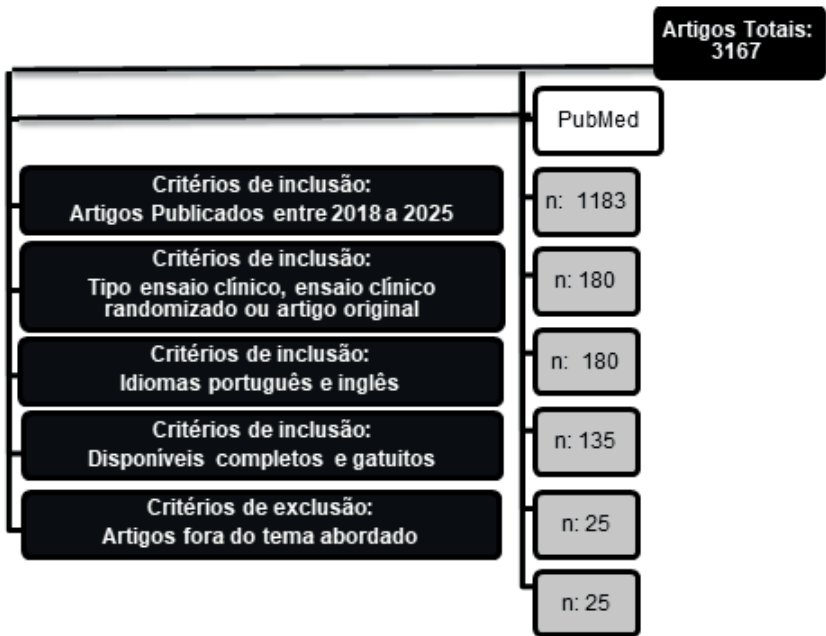 Artigos Totais:
3167
PubMed
Critérios de inclusão:
Artigos Publicados entre 2018 a 2025
n: 1183
Critérios de inclusão:
Tipo ensaio clínico, ensaio clínico
randomizado ou artigo original
n: 180
Critérios de inclusão:
Idiomas português e inglês
n: 180
Critérios de inclusão:
Disponíveis completos e gatuitos
n: 135
Critérios de exclusão:
Artigos fora do tema abordado
n: 25
n: 25